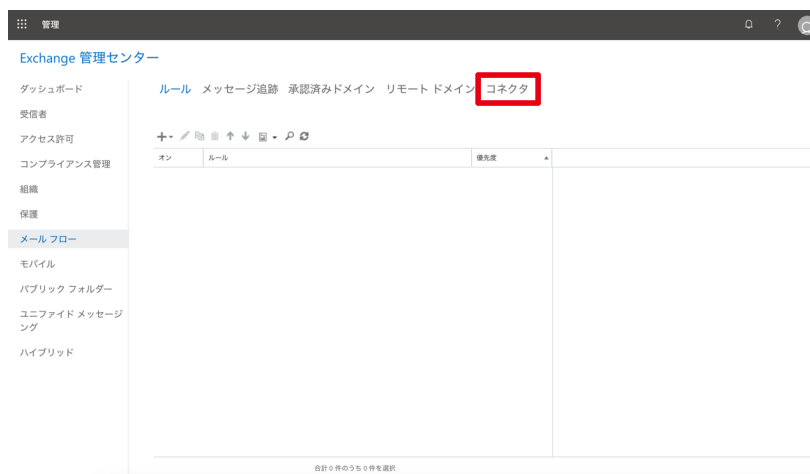 管理
?
Exchange 管理センター
ダッシュボード
受信者
アクセス許可
コンプライアンス管理
組織
保護
メール フロー
モバイル
パブリック フォルダー
ユニファイド メッセージ
ング
ハイブリッド
ルール メッセージ追跡 承認済みドメイン リモート ドメイン コネクタ
オン ルール 優先度
合計 0 件のうち 0 件を選択